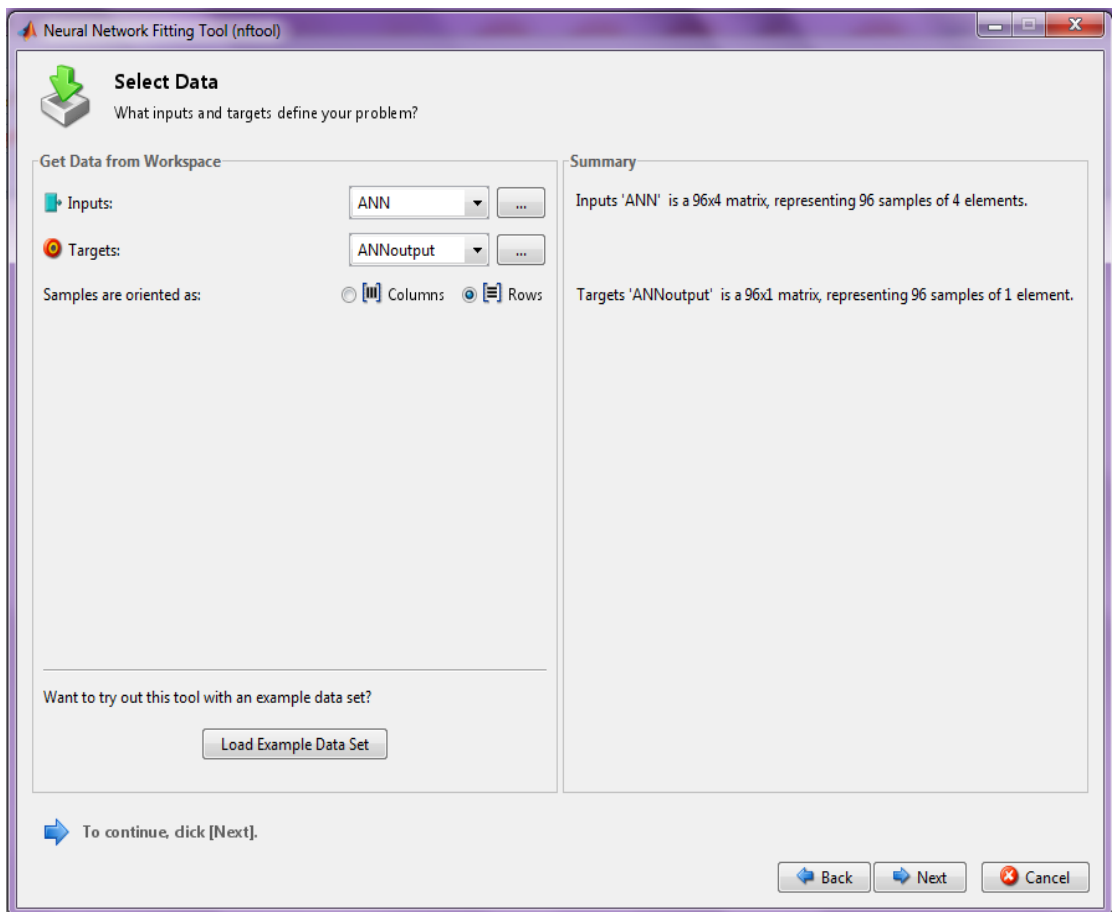 Neural Network Fitting Tool (nftool)
Select Data
What inputs and targets define your problem?
Get Data from Workspace
Inputs:
ANN
...
Targets:
ANNoutput
...
Samples are oriented as:
Columns
Rows
Want to try out this tool with an example data set?
Load Example Data Set
Summary
Inputs 'ANN' is a 96x4 matrix, representing 96 samples of 4 elements.
Targets 'ANNoutput' is a 96x1 matrix, representing 96 samples of 1 element.
To continue, click [Next].
Back
Next
Cancel